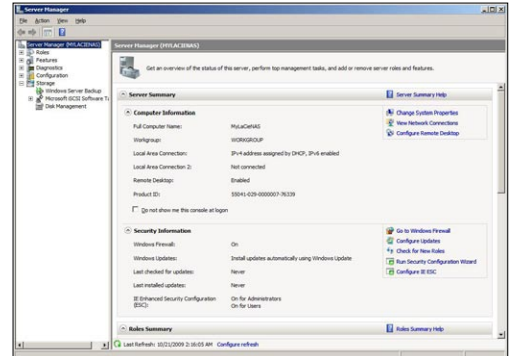 Server Manager
File Action View Help
Server Manager (MYLACIENAS)
Roles
Features
Diagnostics
Configuration
Storage
Windows Server Backup
Microsoft iSCSI Software Ta
Disk Management
Server Manager (MYLACIENAS)
Get an overview of the status of this server, perform top management tasks, and add or remove server roles and features.
Server Summary
Server Summary Help
Computer Information
Full Computer Name: MyLaCieNAS
Workgroup: WORKGROUP
Local Area Connection: IPv4 address assigned by DHCP, IPv6 enabled
Local Area Connection 2: Not connected
Remote Desktop: Enabled
Product ID: 55041-029-0000007-76339
Do not show me this console at logon
Change System Properties
View Network Connections
Configure Remote Desktop
Security Information
Windows Firewall: On
Windows Updates: Install updates automatically using Windows Update
Last checked for updates: Never
Last installed updates: Never
IE Enhanced Security Configuration (ESC): On for Administrators
On for Users
Go to Windows Firewall
Configure Updates
Check for New Roles
Run Security Configuration Wizard
Configure IE ESC
Roles Summary
Roles Summary Help
Last Refresh: 10/21/2009 2:16:05 AM Configure refresh